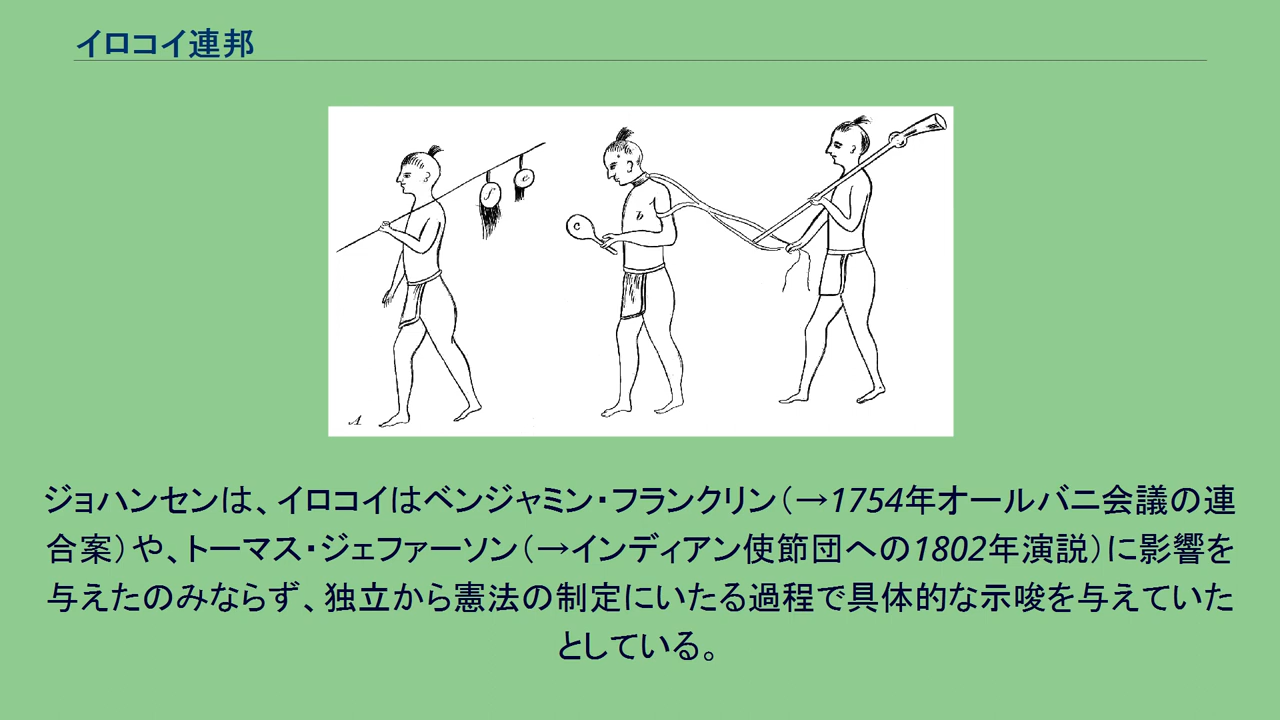 イロコイ連邦
ジョハンセンは、イロコイはベンジャミン・フランクリン（→1754年オールバニ会議の連
合案）や、トーマス・ジェファーソン（→インディアン使節団への1802年演説）に影響を
与えたのみならず、独立から憲法の制定にいたる過程で具体的な示唆を与えていた
としている。